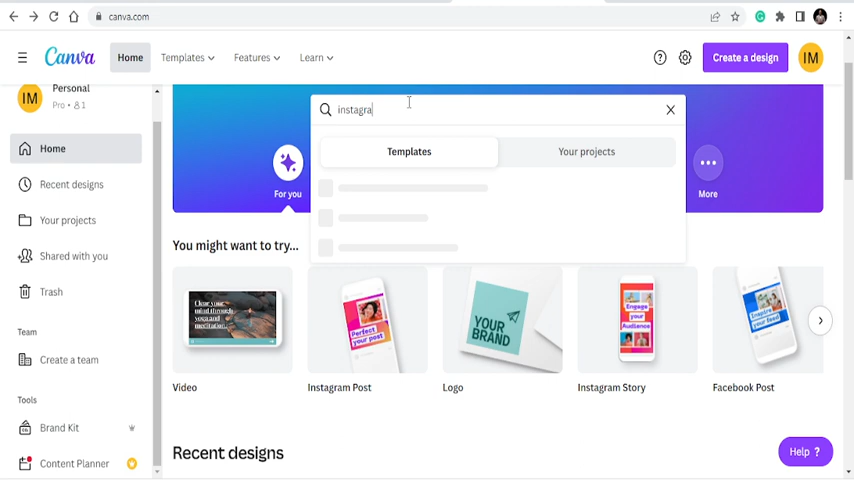 canva.com
Canva
Home
Templates
Features
Learn
Create a design
IM
IM
Personal
Pro • 1
Home
Recent designs
Your projects
Shared with you
Trash
Team
Create a team
Tools
Brand Kit
Content Planner
instagra
X
Templates
Your projects
For you
More
You might want to try...
Clear your
mind through
yoga and
meditation.
Perfect
your post
YOUR
BRAND
Engage
your
Audience
Inspire
your feed
Video
Instagram Post
Logo
Instagram Story
Facebook Post
Recent designs
Help ?